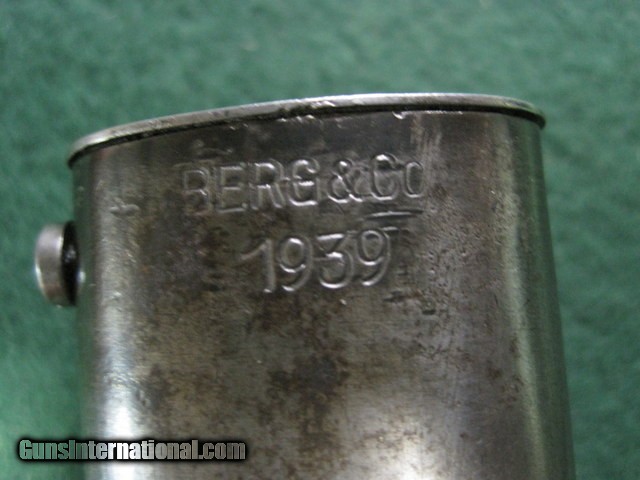 BERG & Co
1939
GunsInternational.com